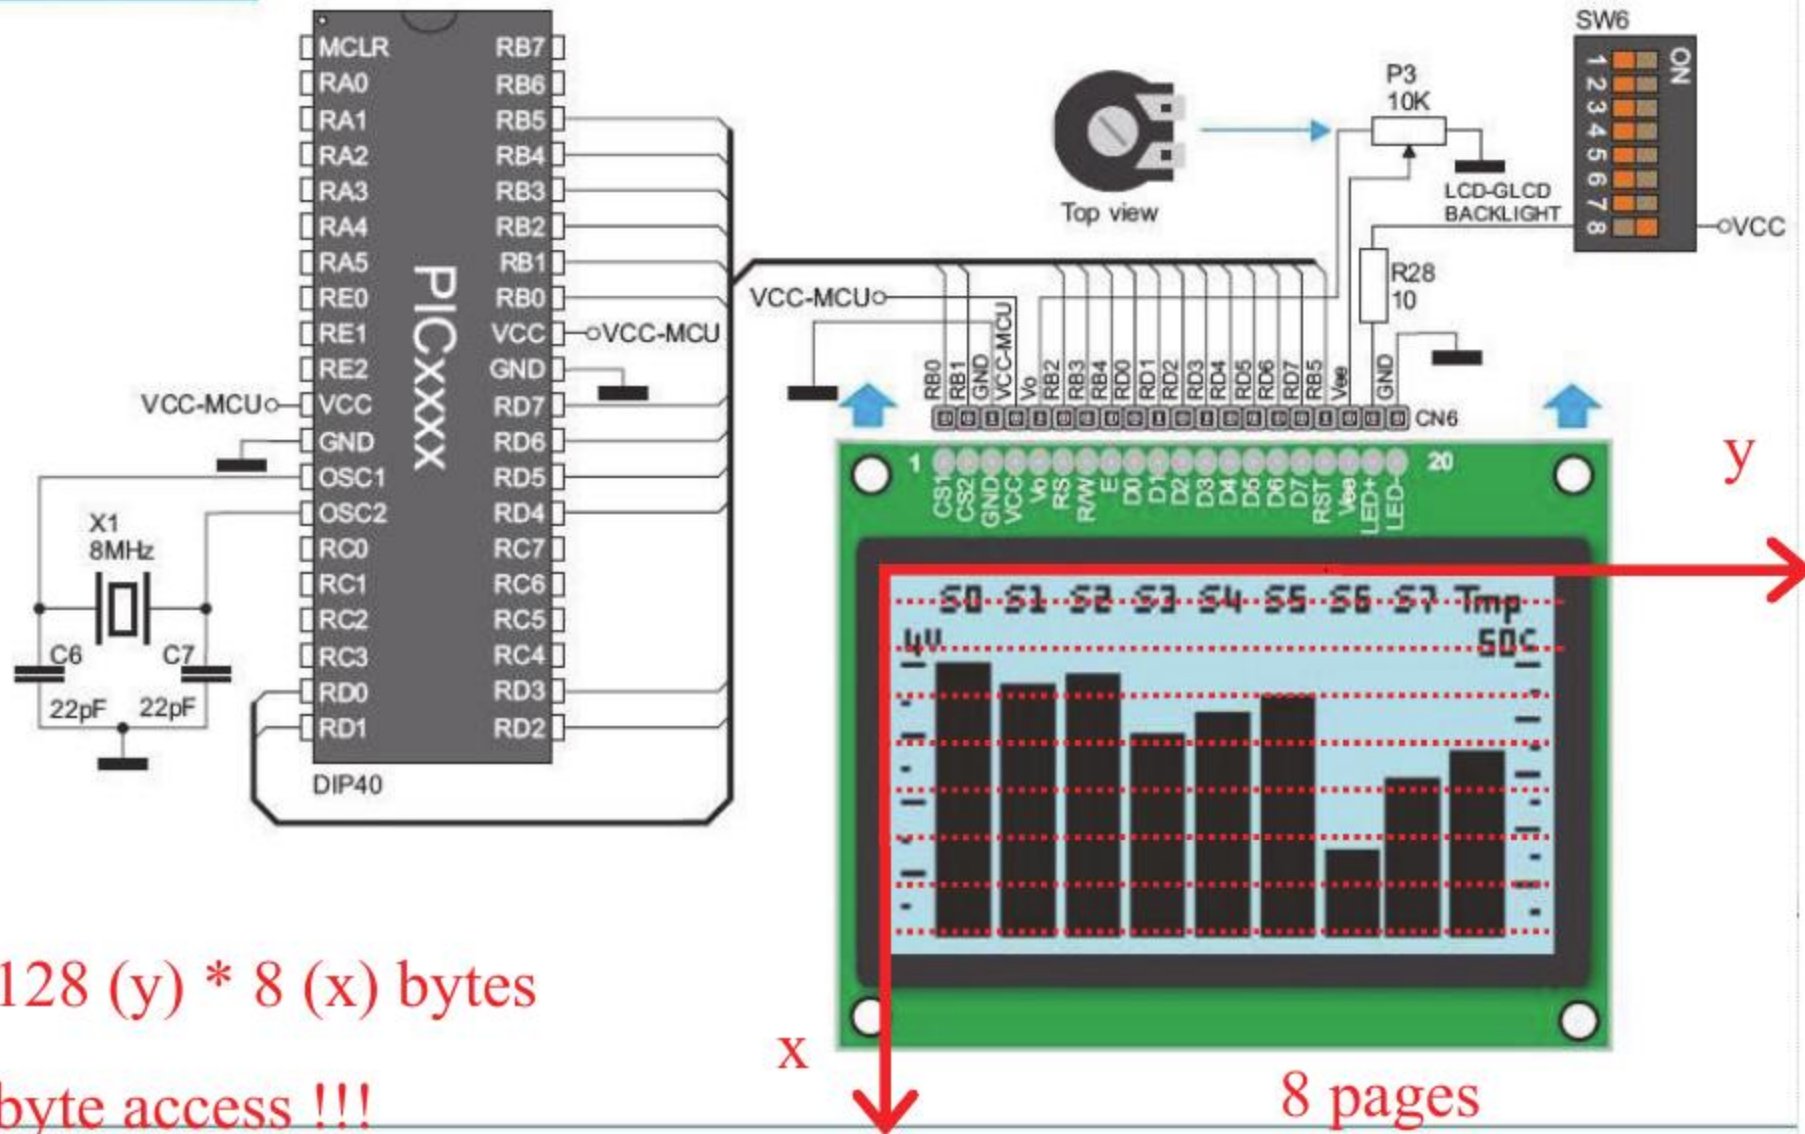 MCLR
RA0
RA1
RA2
RA3
RA4
RA5
RE0
RE1
RE2
VCC
GND
OSC1
OSC2
RC0
RC1
RC2
RC3
RD0
RD1
PICxxxx
RB7
RB6
RB5
RB4
RB3
RB2
RB1
RB0
VCC
GND
RD7
RD6
RD5
RD4
RC7
RC6
RC5
RC4
RD3
RD2
DIP40
VCC-MCU
VCC-MCU
X1
8MHz
C6
C7
22pF
22pF
Top view
P3
10K
SW6
ON
1
2
3
4
5
6
7
8
VCC
LCD-GLCD
BACKLIGHT
R28
10
VCC-MCU
RB0
RB1
GND
VCC-MCU
Vo
RB2
RB3
RB4
RD0
RD1
RD2
RD3
RD4
RD5
RD6
RD7
RB5
Vee
GND
CN6
1
20
CS1
CS2
GND
VCC
Vo
RS
R/W
E
D0
D1
D2
D3
D4
D5
D6
D7
RST
Vee
LED+
LED-
y
S0 S1 S2 S3 S4 S5 S6 S7 Tmp
4V
50C
128 (y) * 8 (x) bytes
x
byte access !!!
8 pages